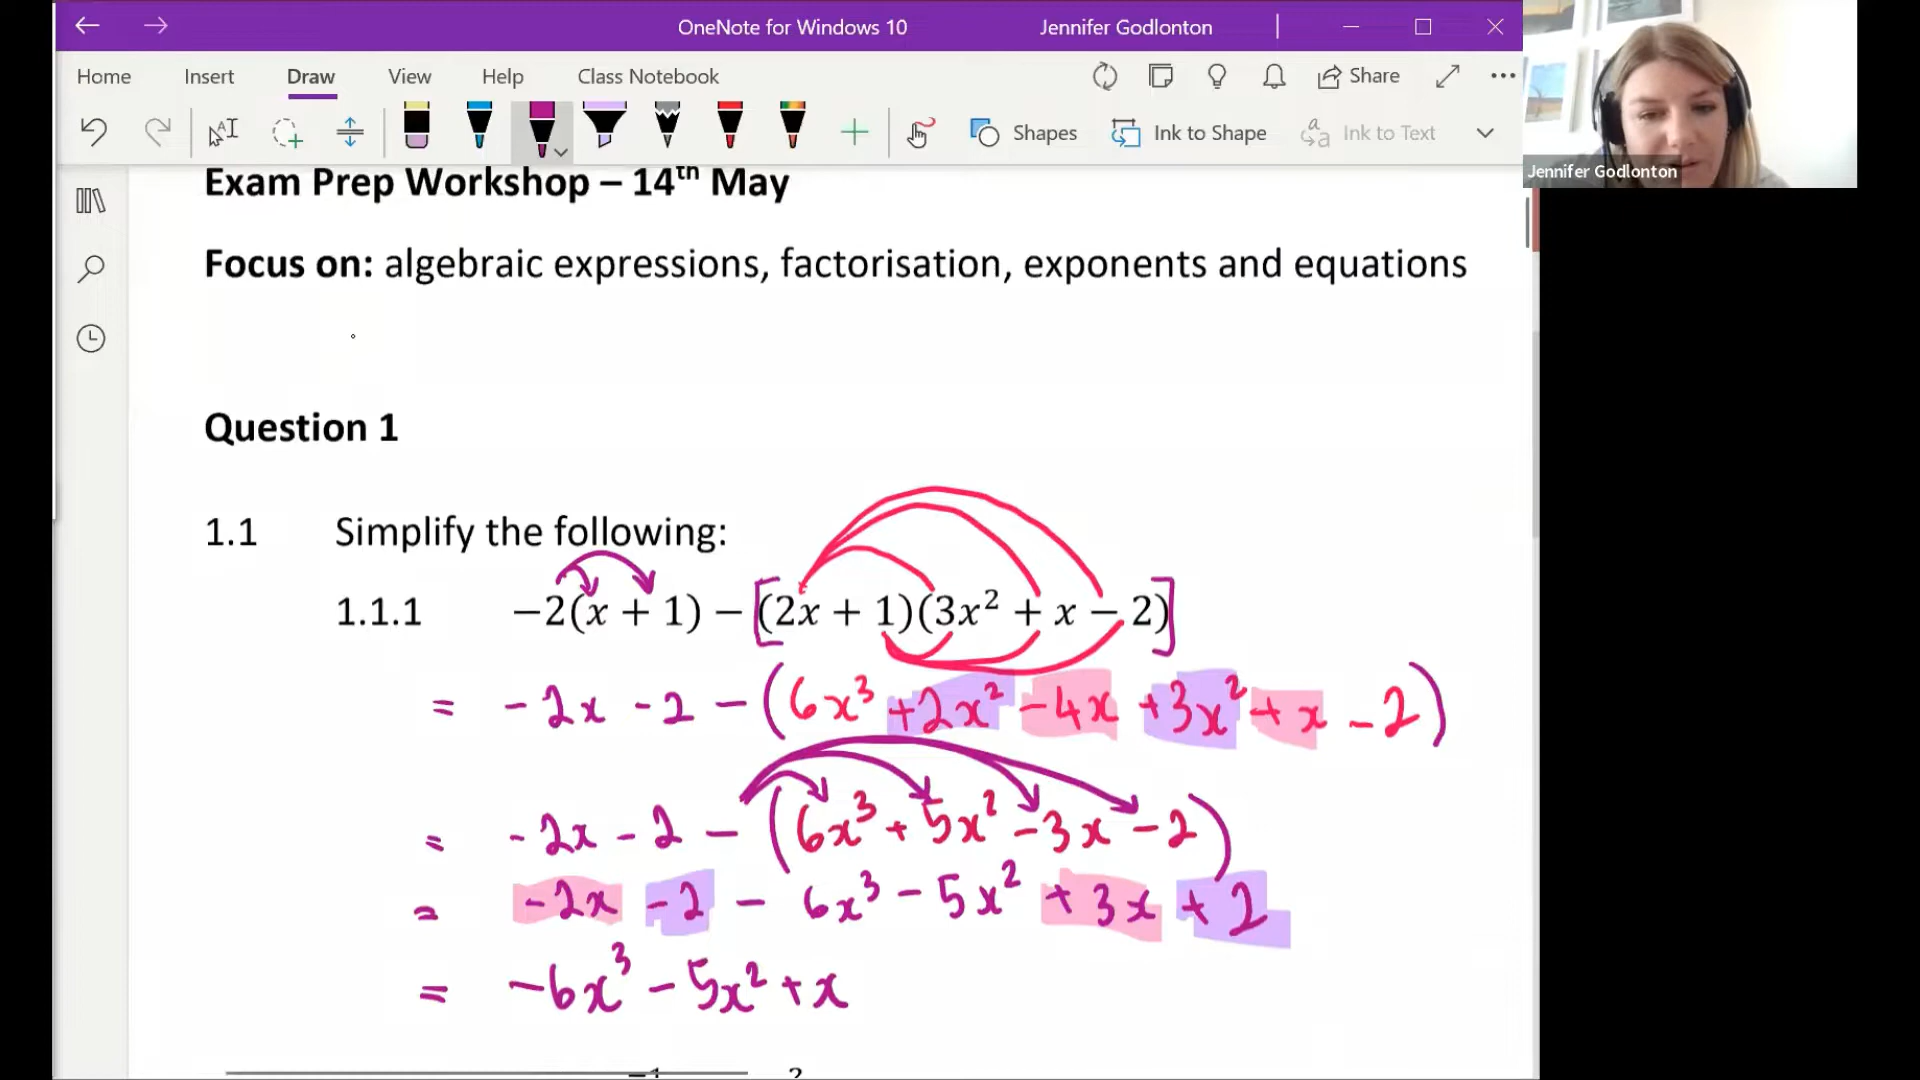 OneNote for Windows 10
Jennifer Godlonton
Home Insert Draw View Help Class Notebook
Share
Shapes Ink to Shape Ink to Text
Jennifer Godlonton
Exam Prep Workshop – 14th May
Focus on: algebraic expressions, factorisation, exponents and equations
Question 1
1.1 Simplify the following:
1.1.1 −2(x + 1) − [(2x + 1)(3x² + x − 2)]
= -2x -2 -(6x³ +2x² -4x +3x² +x -2)
= -2x -2 -(6x³ +5x² -3x -2)
= -2x -2 - 6x³ - 5x² + 3x + 2
= -6x³ - 5x² + x